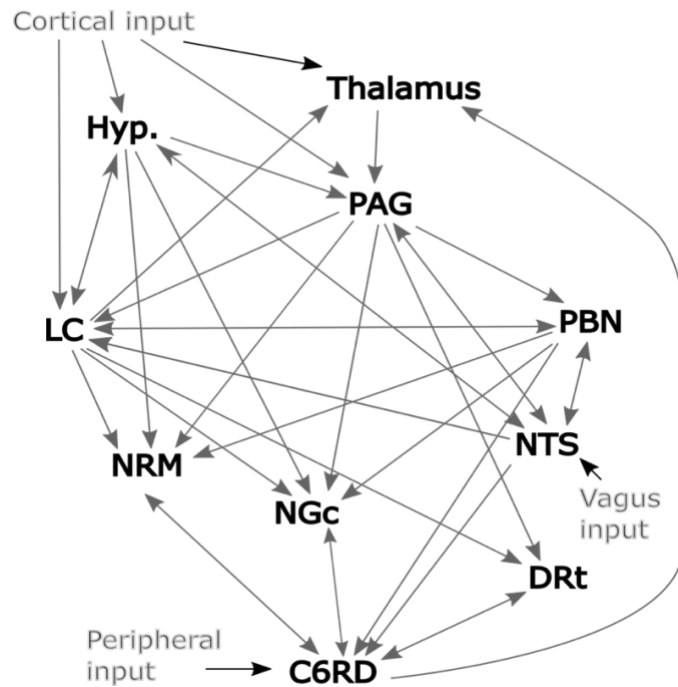 Cortical input
Thalamus
Hyp.
PAG
LC
PBN
NTS
NRM
Vagus
input
NGc
DRt
Peripheral
input
C6RD